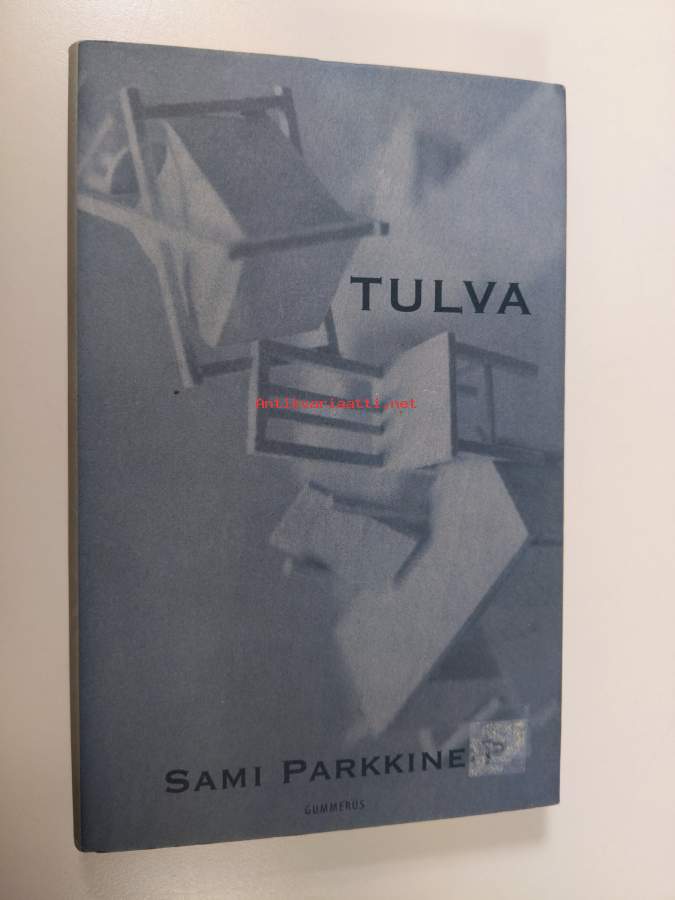 TULVA
Antikvariaatti.net
SAMI PARKKINE
P
GUMMERUS